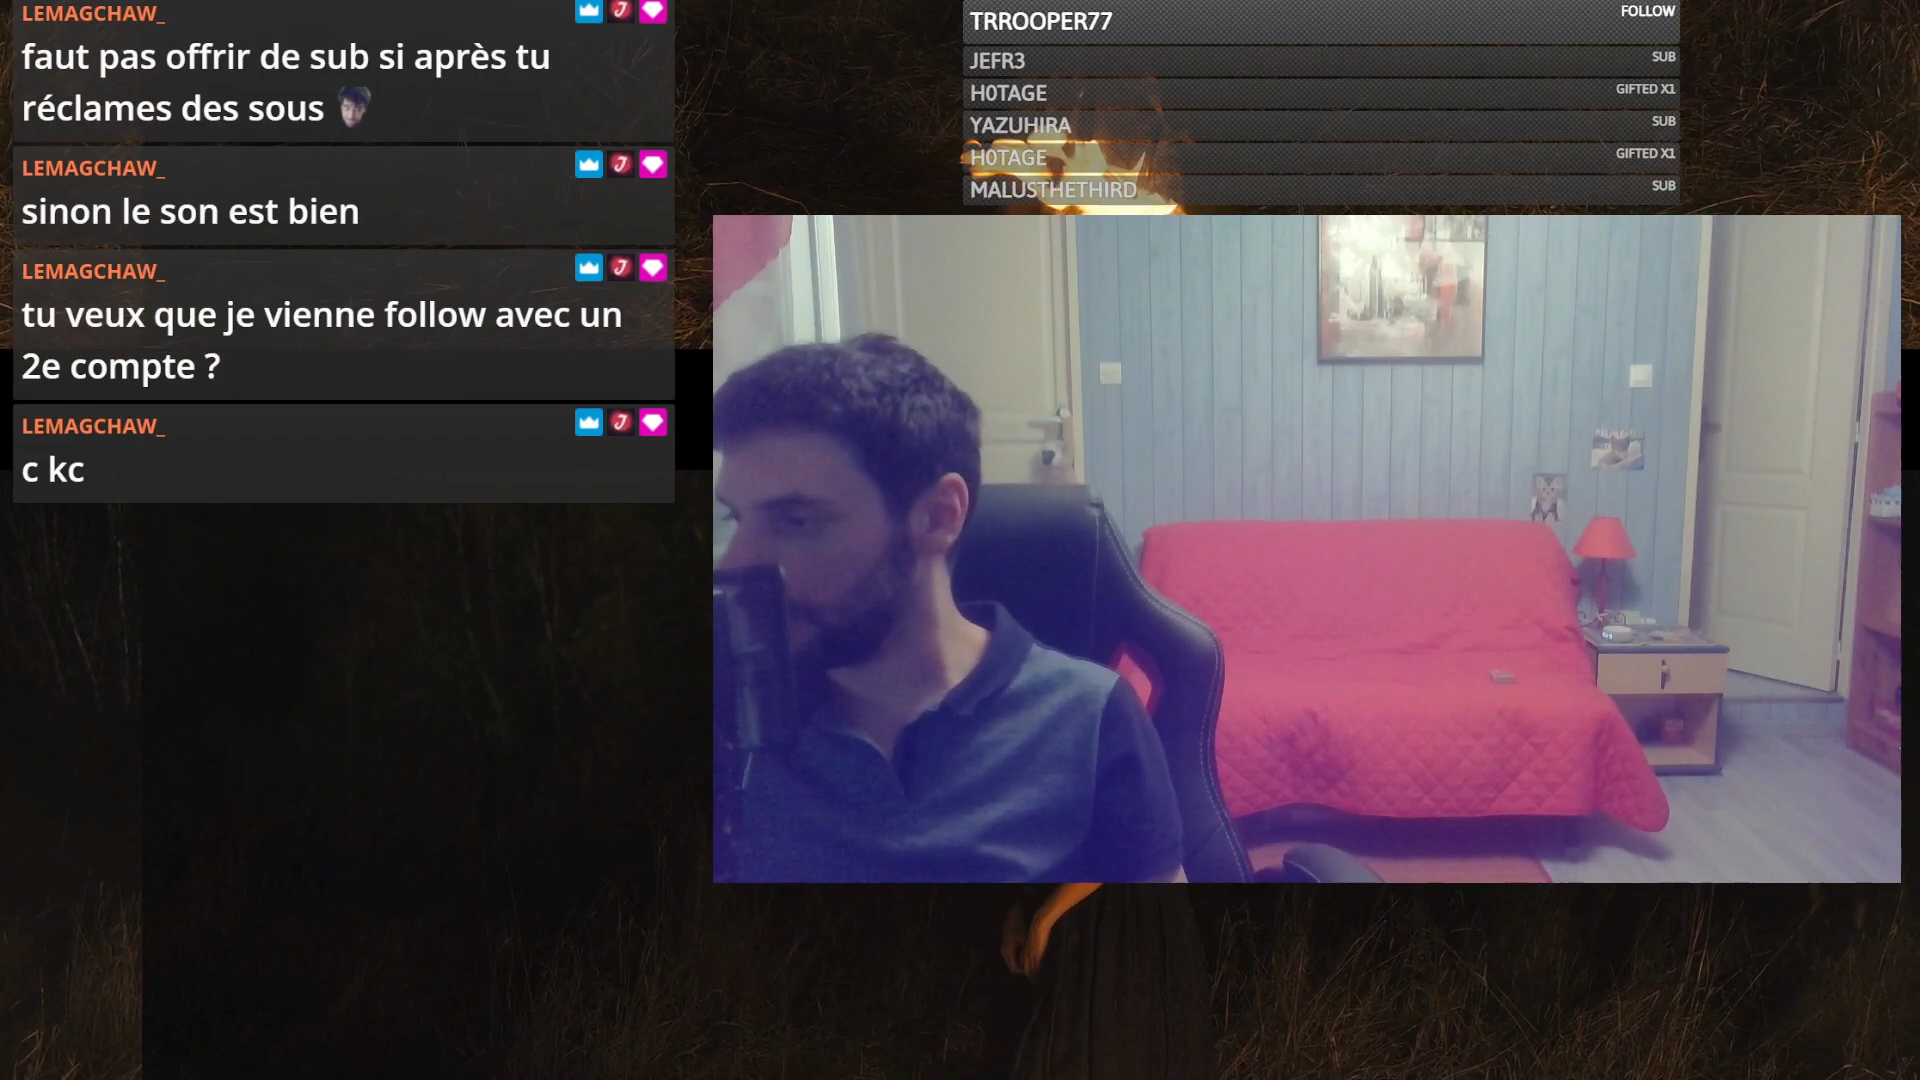 LEMAGCHAW_
faut pas offrir de sub si après tu
réclames des sous
LEMAGCHAW_
sinon le son est bien
LEMAGCHAW_
tu veux que je vienne follow avec un
2e compte ?
LEMAGCHAW_
c kc
TRROOPER77 FOLLOW
JEFR3 SUB
H0TAGE GIFTED X1
YAZUHIRA SUB
H0TAGE GIFTED X1
MALUSTHETHIRD SUB